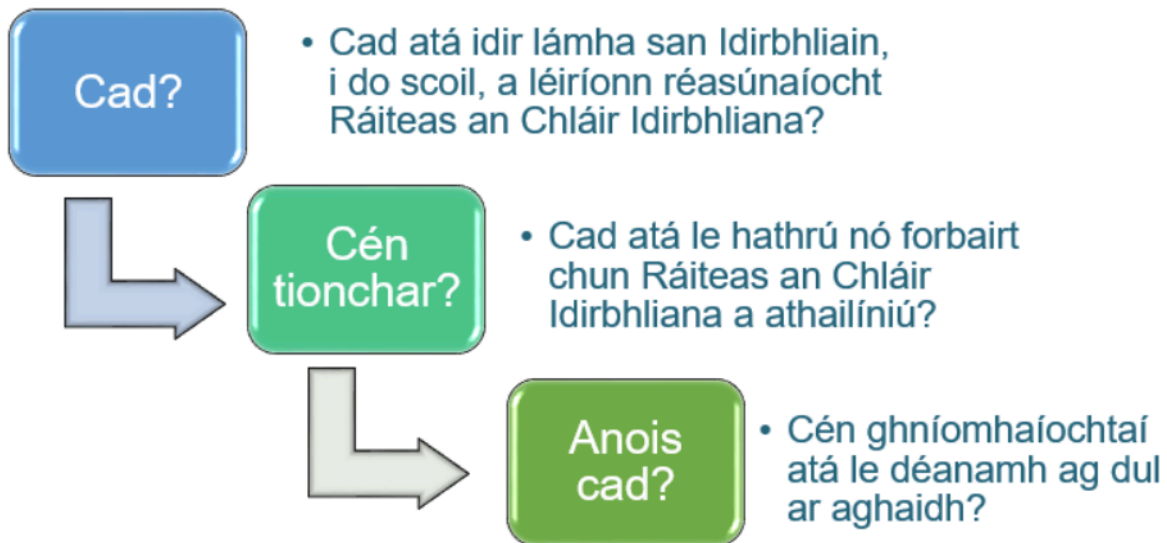 Cad?
• Cad atá idir lámha san Idirbhliain,
i do scoil, a léiríonn réasúnaíocht
Ráiteas an Chláir Idirbhliana?
Cén
tionchar?
• Cad atá le hathrú nó forbairt
chun Ráiteas an Chláir
Idirbhliana a athailíniú?
Anois
cad?
• Cén ghníomhaíochtaí
atá le déanamh ag dul
ar aghaidh?